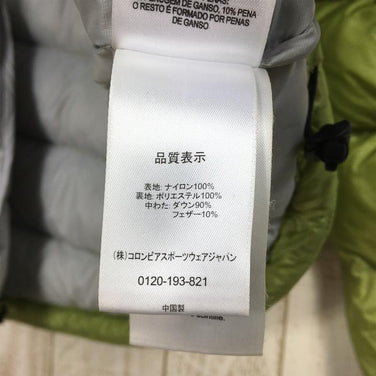 DE GANSO, 10% PENA
O RESTO É FORMADO POR PENAS
DE GANSO
品質表示
表地: ナイロン100%
裏地: ポリエステル100%
中わた: ダウン90%
フェザー10%
(株)コロンビアスポーツウェアジャパン
0120-193-821
中国製